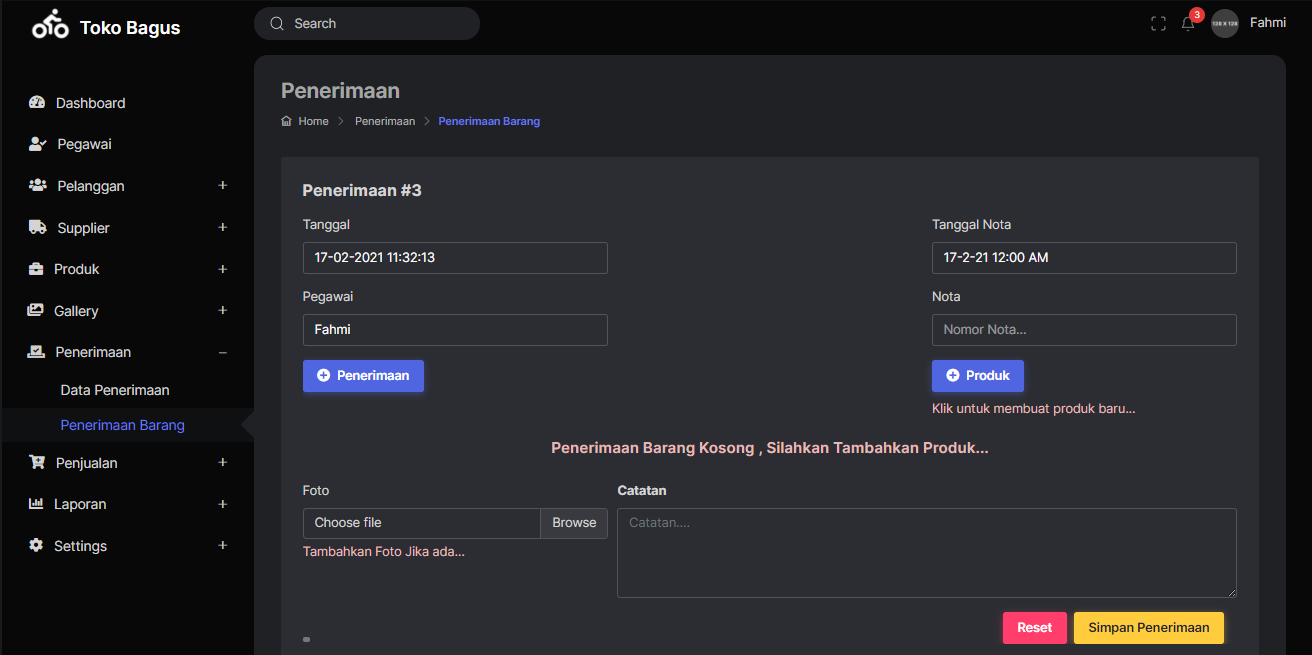 Toko Bagus
Search
3
128 X 128
Fahmi
Dashboard
Pegawai
Pelanggan +
Supplier +
Produk +
Gallery +
Penerimaan –
Data Penerimaan
Penerimaan Barang
Penjualan +
Laporan +
Settings +
Penerimaan
Home > Penerimaan > Penerimaan Barang
Penerimaan #3
Tanggal
17-02-2021 11:32:13
Tanggal Nota
17-2-21 12:00 AM
Pegawai
Fahmi
Nota
Nomor Nota...
Penerimaan
Produk
Klik untuk membuat produk baru...
Penerimaan Barang Kosong , Silahkan Tambahkan Produk...
Foto
Choose file Browse
Tambahkan Foto Jika ada...
Catatan
Catatan....
Reset
Simpan Penerimaan